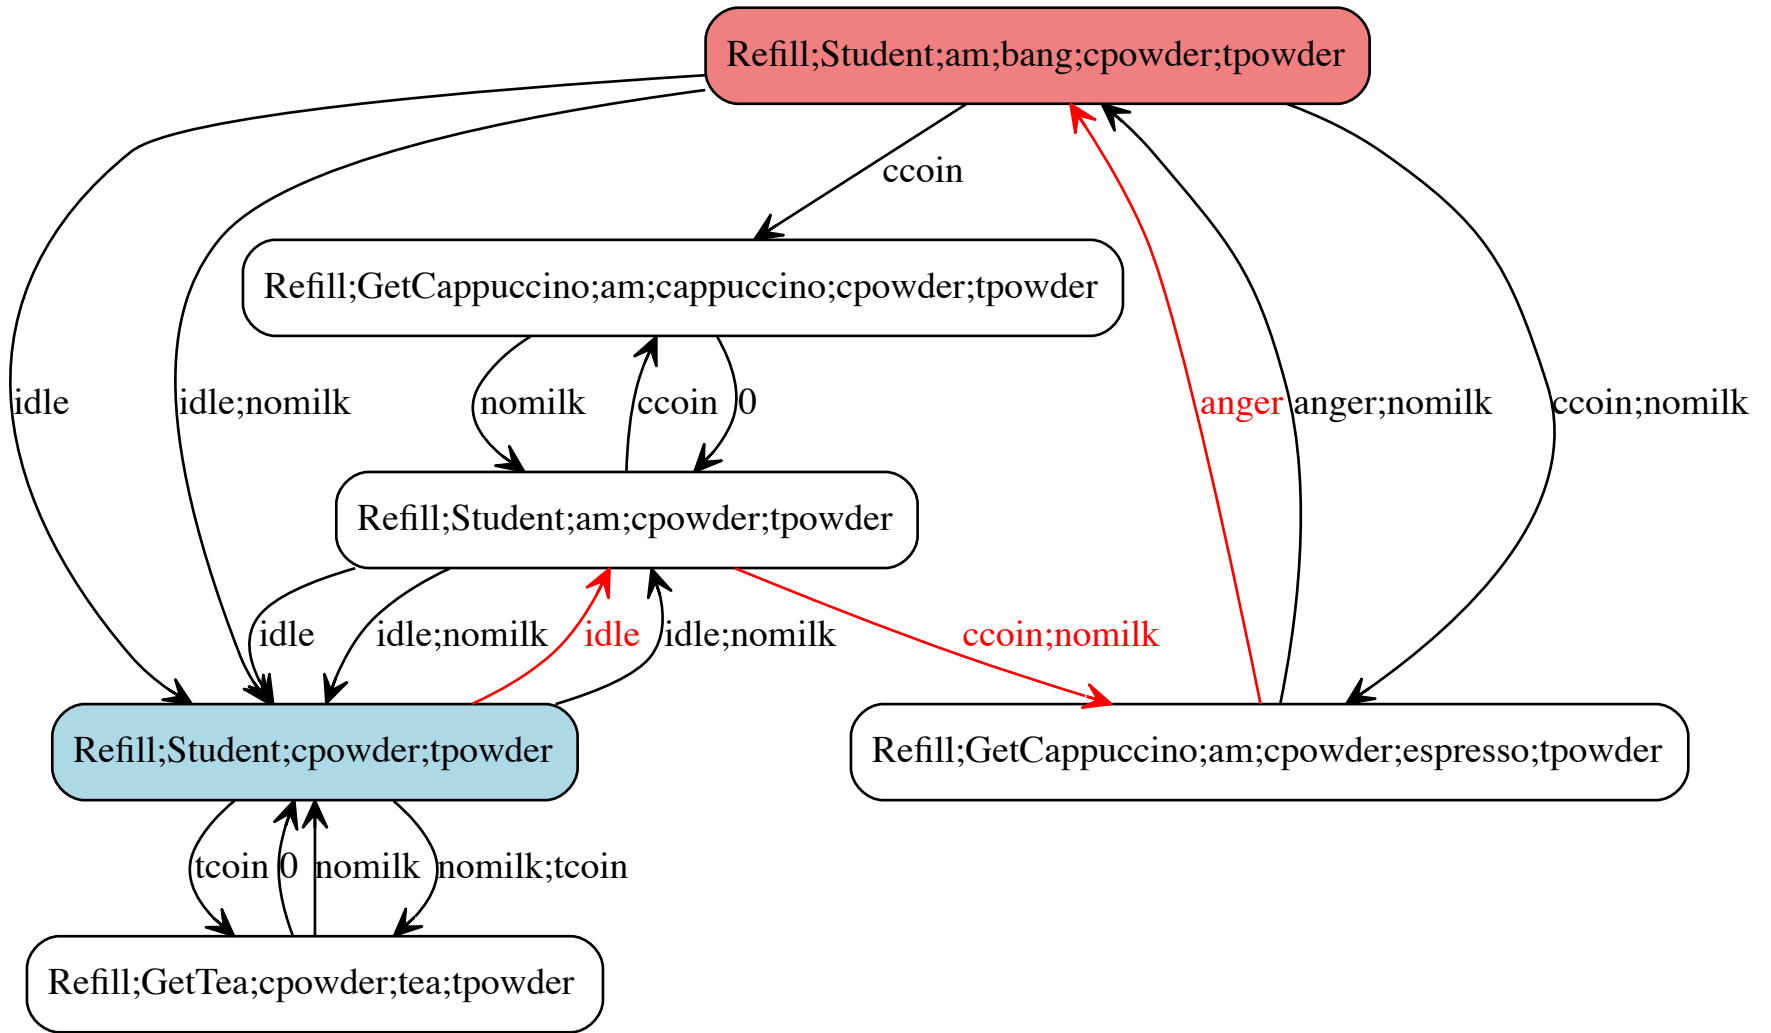 Refill;Student;am;bang;cpowder;tpowder
ccoin
Refill;GetCappuccino;am;cappuccino;cpowder;tpowder
idle
idle;nomilk
nomilk
ccoin
0
anger
anger;nomilk
ccoin;nomilk
Refill;Student;am;cpowder;tpowder
idle
idle;nomilk
idle
idle;nomilk
ccoin;nomilk
Refill;Student;cpowder;tpowder
Refill;GetCappuccino;am;cpowder;espresso;tpowder
tcoin
0
nomilk
nomilk;tcoin
Refill;GetTea;cpowder;tea;tpowder